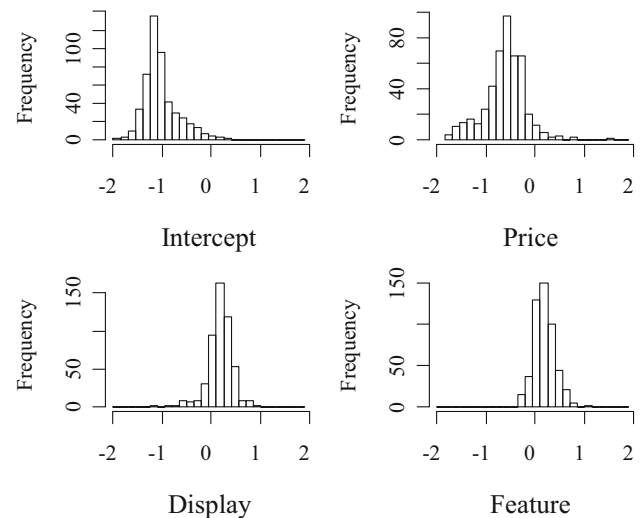 Frequency
0 40 100
-2 -1 0 1 2
Intercept
Frequency
0 40 80
-2 -1 0 1 2
Price
Frequency
0 50 150
-2 -1 0 1 2
Display
Frequency
0 50 150
-2 -1 0 1 2
Feature